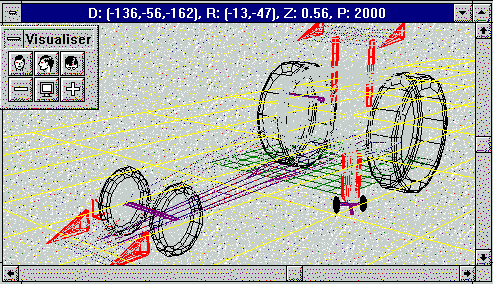 D: (-136,-56,-162), R: (-13,-47), Z: 0.56, P: 2000
Visualiser